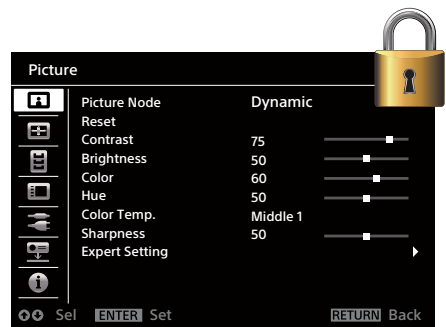 Picture
Picture Node Dynamic
Reset
Contrast 75
Brightness 50
Color 60
Hue 50
Color Temp. Middle 1
Sharpness 50
Expert Setting
Sel ENTER Set RETURN Back